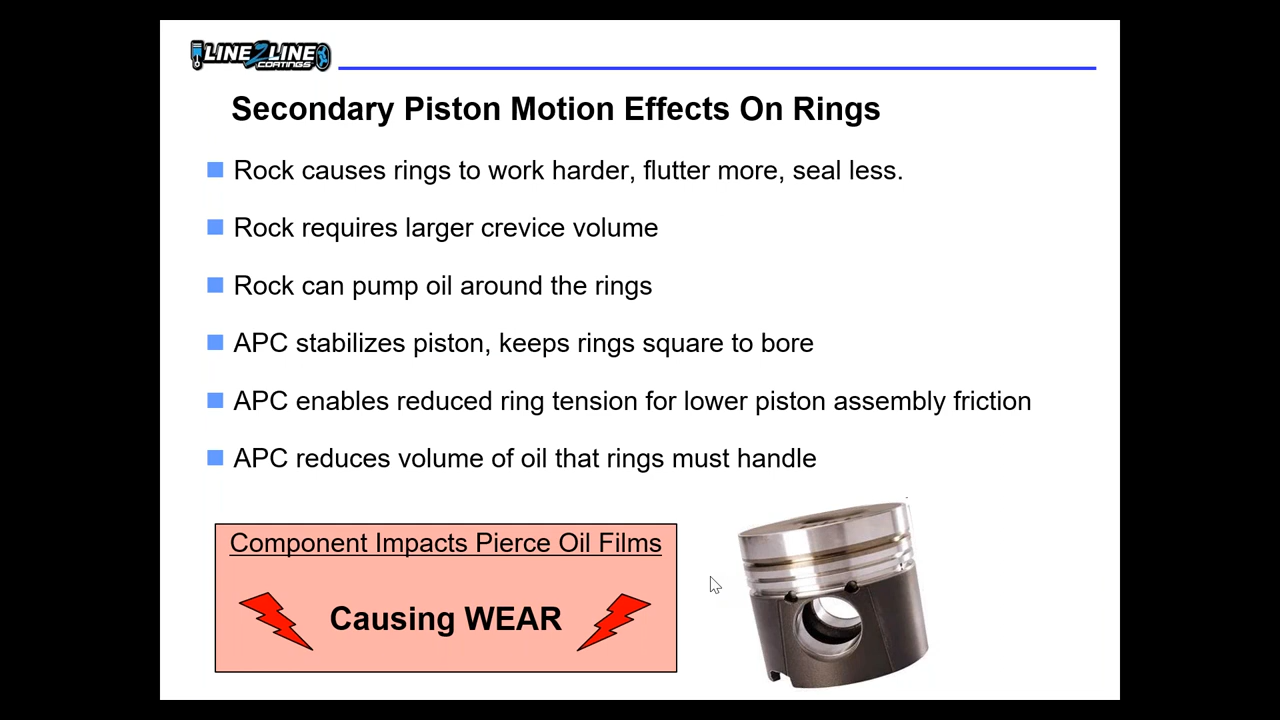 LINE2LINE
COATINGS
Secondary Piston Motion Effects On Rings
Rock causes rings to work harder, flutter more, seal less.
Rock requires larger crevice volume
Rock can pump oil around the rings
APC stabilizes piston, keeps rings square to bore
APC enables reduced ring tension for lower piston assembly friction
APC reduces volume of oil that rings must handle
Component Impacts Pierce Oil Films
Causing WEAR